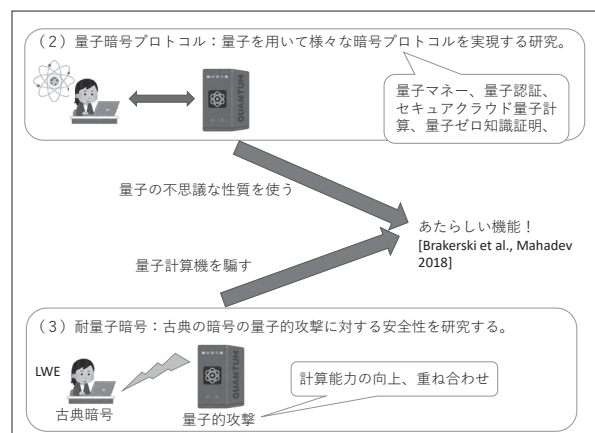 （２）量子暗号プロトコル：量子を用いて様々な暗号プロトコルを実現する研究。
量子マネー、量子認証、
セキュアクラウド量子計
算、量子ゼロ知識証明、
QUANTUM
量子の不思議な性質を使う
あたらしい機能！
[Brakerski et al., Mahadev
2018]
量子計算機を騙す
（３）耐量子暗号：古典の暗号の量子的攻撃に対する安全性を研究する。
LWE
QUANTUM
計算能力の向上、重ね合わせ
古典暗号
量子的攻撃